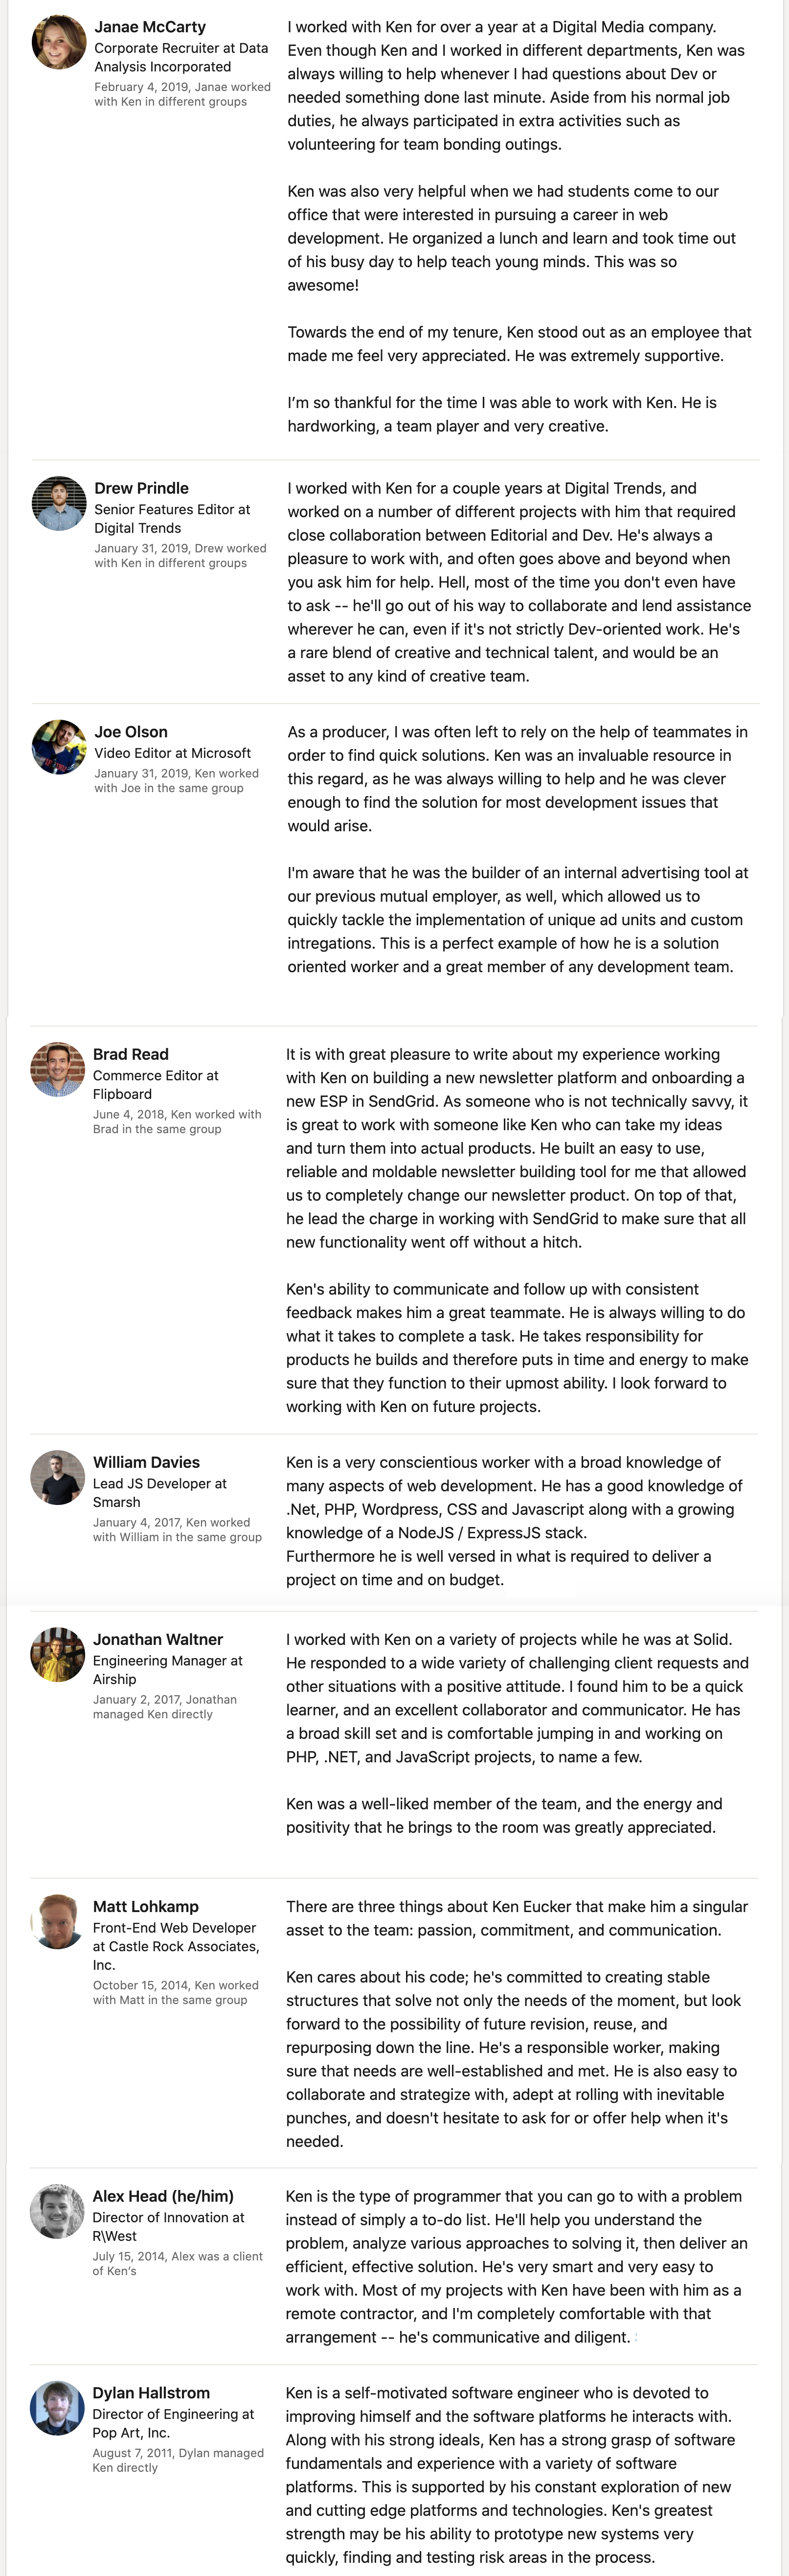 Janae McCarty
Corporate Recruiter at Data
Analysis Incorporated
February 4, 2019, Janae worked
with Ken in different groups
I worked with Ken for over a year at a Digital Media company.
Even though Ken and I worked in different departments, Ken was
always willing to help whenever I had questions about Dev or
needed something done last minute. Aside from his normal job
duties, he always participated in extra activities such as
volunteering for team bonding outings.
Ken was also very helpful when we had students come to our
office that were interested in pursuing a career in web
development. He organized a lunch and learn and took time out
of his busy day to help teach young minds. This was so
awesome!
Towards the end of my tenure, Ken stood out as an employee that
made me feel very appreciated. He was extremely supportive.
I’m so thankful for the time I was able to work with Ken. He is
hardworking, a team player and very creative.
Drew Prindle
Senior Features Editor at
Digital Trends
January 31, 2019, Drew worked
with Ken in different groups
I worked with Ken for a couple years at Digital Trends, and
worked on a number of different projects with him that required
close collaboration between Editorial and Dev. He's always a
pleasure to work with, and often goes above and beyond when
you ask him for help. Hell, most of the time you don't even have
to ask -- he'll go out of his way to collaborate and lend assistance
wherever he can, even if it's not strictly Dev-oriented work. He's
a rare blend of creative and technical talent, and would be an
asset to any kind of creative team.
Joe Olson
Video Editor at Microsoft
January 31, 2019, Ken worked
with Joe in the same group
As a producer, I was often left to rely on the help of teammates in
order to find quick solutions. Ken was an invaluable resource in
this regard, as he was always willing to help and he was clever
enough to find the solution for most development issues that
would arise.
I'm aware that he was the builder of an internal advertising tool at
our previous mutual employer, as well, which allowed us to
quickly tackle the implementation of unique ad units and custom
intregations. This is a perfect example of how he is a solution
oriented worker and a great member of any development team.
Brad Read
Commerce Editor at
Flipboard
June 4, 2018, Ken worked with
Brad in the same group
It is with great pleasure to write about my experience working
with Ken on building a new newsletter platform and onboarding a
new ESP in SendGrid. As someone who is not technically savvy, it
is great to work with someone like Ken who can take my ideas
and turn them into actual products. He built an easy to use,
reliable and moldable newsletter building tool for me that allowed
us to completely change our newsletter product. On top of that,
he lead the charge in working with SendGrid to make sure that all
new functionality went off without a hitch.
Ken's ability to communicate and follow up with consistent
feedback makes him a great teammate. He is always willing to do
what it takes to complete a task. He takes responsibility for
products he builds and therefore puts in time and energy to make
sure that they function to their upmost ability. I look forward to
working with Ken on future projects.
William Davies
Lead JS Developer at
Smarsh
January 4, 2017, Ken worked
with William in the same group
Ken is a very conscientious worker with a broad knowledge of
many aspects of web development. He has a good knowledge of
.Net, PHP, Wordpress, CSS and Javascript along with a growing
knowledge of a NodeJS / ExpressJS stack.
Furthermore he is well versed in what is required to deliver a
project on time and on budget.
Jonathan Waltner
Engineering Manager at
Airship
January 2, 2017, Jonathan
managed Ken directly
I worked with Ken on a variety of projects while he was at Solid.
He responded to a wide variety of challenging client requests and
other situations with a positive attitude. I found him to be a quick
learner, and an excellent collaborator and communicator. He has
a broad skill set and is comfortable jumping in and working on
PHP, .NET, and JavaScript projects, to name a few.
Ken was a well-liked member of the team, and the energy and
positivity that he brings to the room was greatly appreciated.
Matt Lohkamp
Front-End Web Developer
at Castle Rock Associates,
Inc.
October 15, 2014, Ken worked
with Matt in the same group
There are three things about Ken Eucker that make him a singular
asset to the team: passion, commitment, and communication.
Ken cares about his code; he's committed to creating stable
structures that solve not only the needs of the moment, but look
forward to the possibility of future revision, reuse, and
repurposing down the line. He's a responsible worker, making
sure that needs are well-established and met. He is also easy to
collaborate and strategize with, adept at rolling with inevitable
punches, and doesn't hesitate to ask for or offer help when it's
needed.
Alex Head (he/him)
Director of Innovation at
R\West
July 15, 2014, Alex was a client
of Ken's
Ken is the type of programmer that you can go to with a problem
instead of simply a to-do list. He'll help you understand the
problem, analyze various approaches to solving it, then deliver an
efficient, effective solution. He's very smart and very easy to
work with. Most of my projects with Ken have been with him as a
remote contractor, and I'm completely comfortable with that
arrangement -- he's communicative and diligent.
Dylan Hallstrom
Director of Engineering at
Pop Art, Inc.
August 7, 2011, Dylan managed
Ken directly
Ken is a self-motivated software engineer who is devoted to
improving himself and the software platforms he interacts with.
Along with his strong ideals, Ken has a strong grasp of software
fundamentals and experience with a variety of software
platforms. This is supported by his constant exploration of new
and cutting edge platforms and technologies. Ken's greatest
strength may be his ability to prototype new systems very
quickly, finding and testing risk areas in the process.